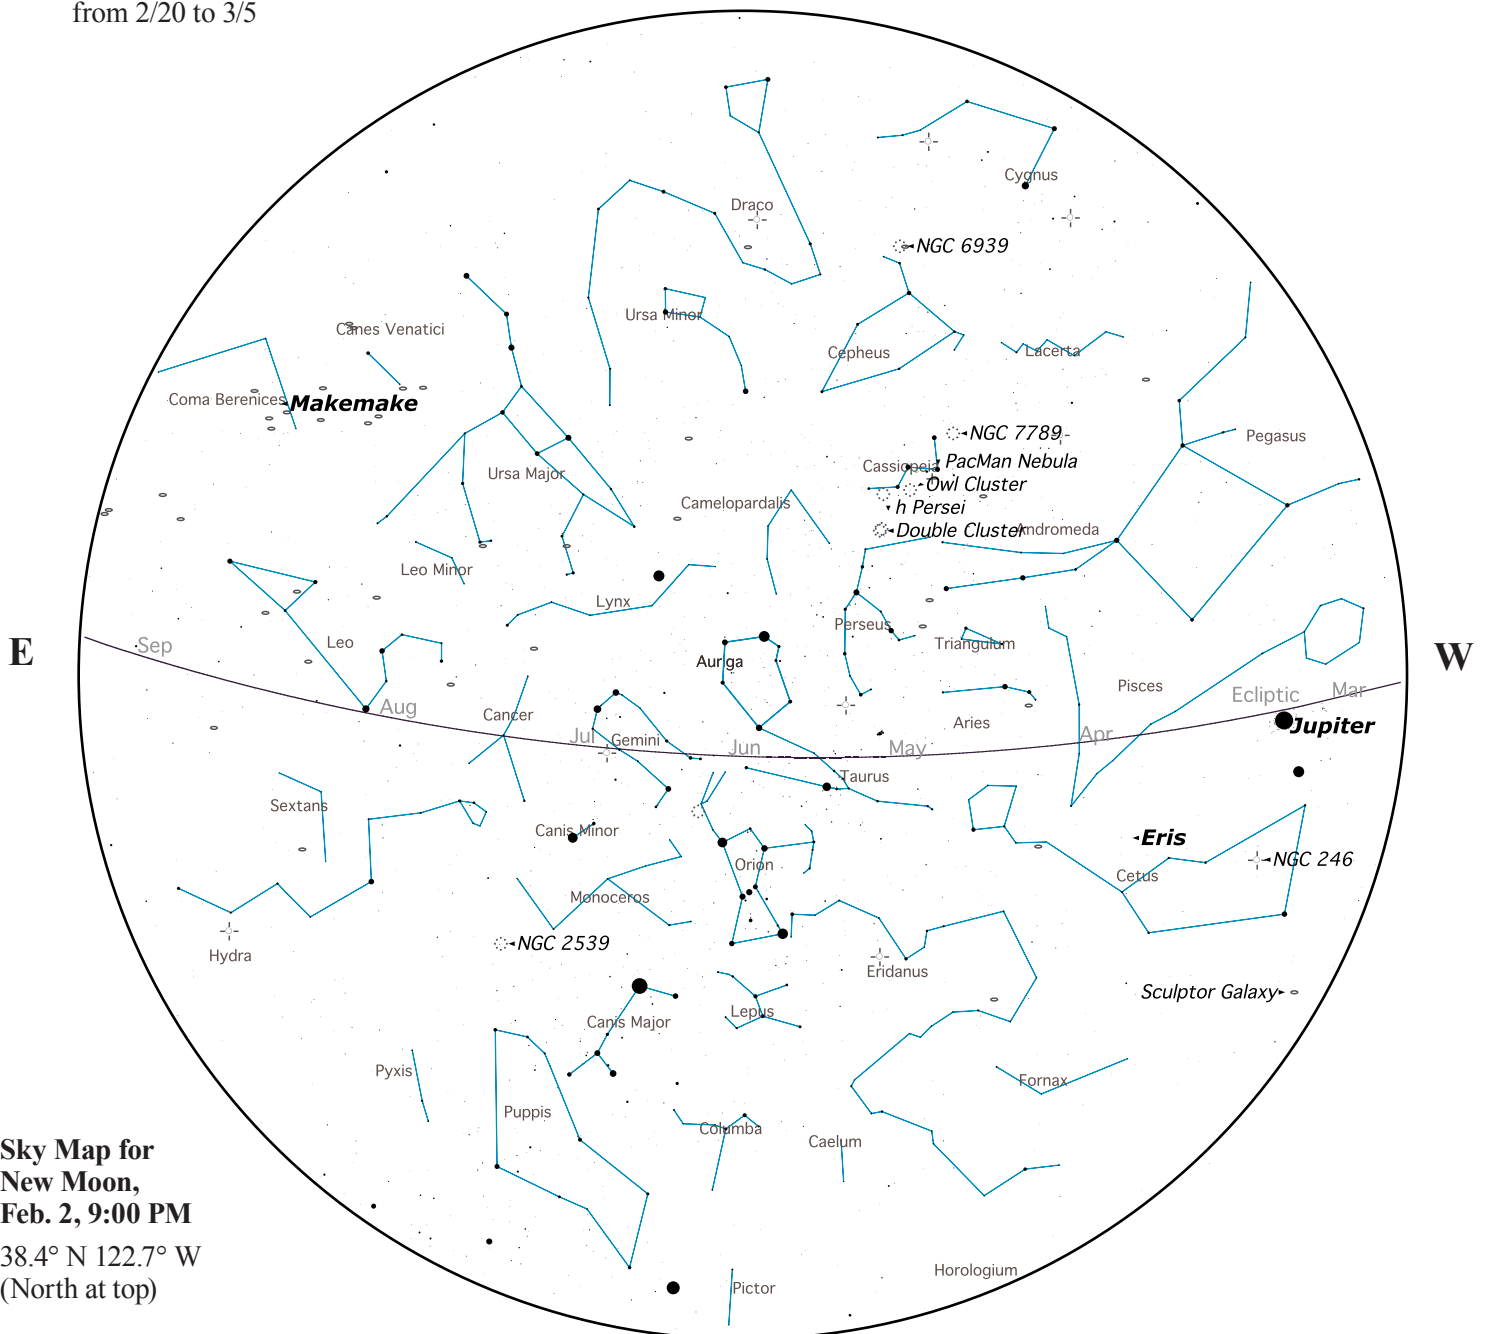 from 2/20 to 3/5
Cygnus
Draco
NGC 6939
Ursa Minor
Canes Venatici
Cepheus
Lacerta
Coma Berenices
Makemake
NGC 7789
Pegasus
Cassiopeia
PacMan Nebula
Ursa Major
Owl Cluster
Camelopardalis
h Persei
Double Cluster
Andromeda
Leo Minor
Lynx
Perseus
Leo
Triangulum
E
Sep
W
Auriga
Pisces
Ecliptic
Mar
Aug
Cancer
Aries
Jupiter
Jul
Gemini
Jun
May
Apr
Taurus
Sextans
Canis Minor
Eris
Orion
NGC 246
Cetus
Monoceros
NGC 2539
Hydra
Eridanus
Sculptor Galaxy
Lepus
Canis Major
Pyxis
Fornax
Puppis
Columba
Caelum
Sky Map for
New Moon,
Feb. 2, 9:00 PM
38.4° N 122.7° W
(North at top)
Horologium
Pictor